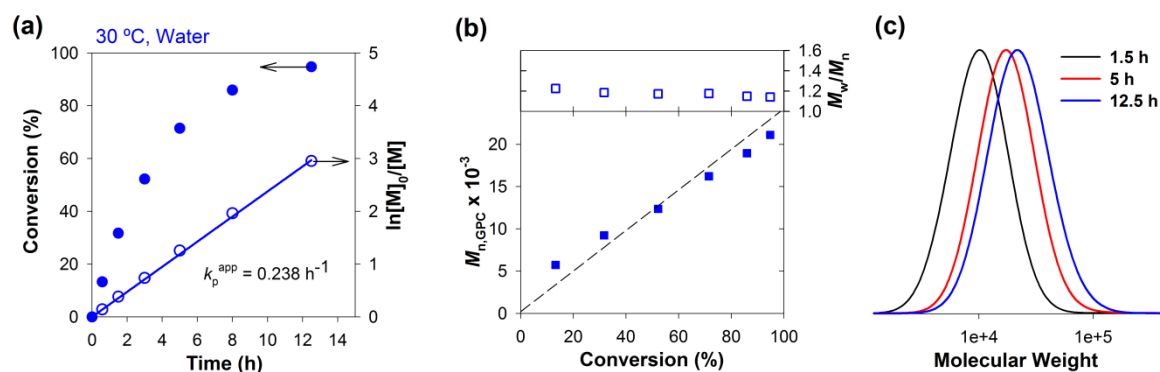 (a)
30 ºC, Water
100
80
60
40
20
0
Conversion (%)
5
4
3
2
1
0
ln[M]0/[M]
kp^app = 0.238 h^-1
0 2 4 6 8 10 12 14
Time (h)
(b)
1.6
1.4
1.2
1.0
Mw/Mn
20
15
10
5
0
Mn,GPC x 10^-3
0 20 40 60 80 100
Conversion (%)
(c)
1.5 h
5 h
12.5 h
1e+4 1e+5
Molecular Weight